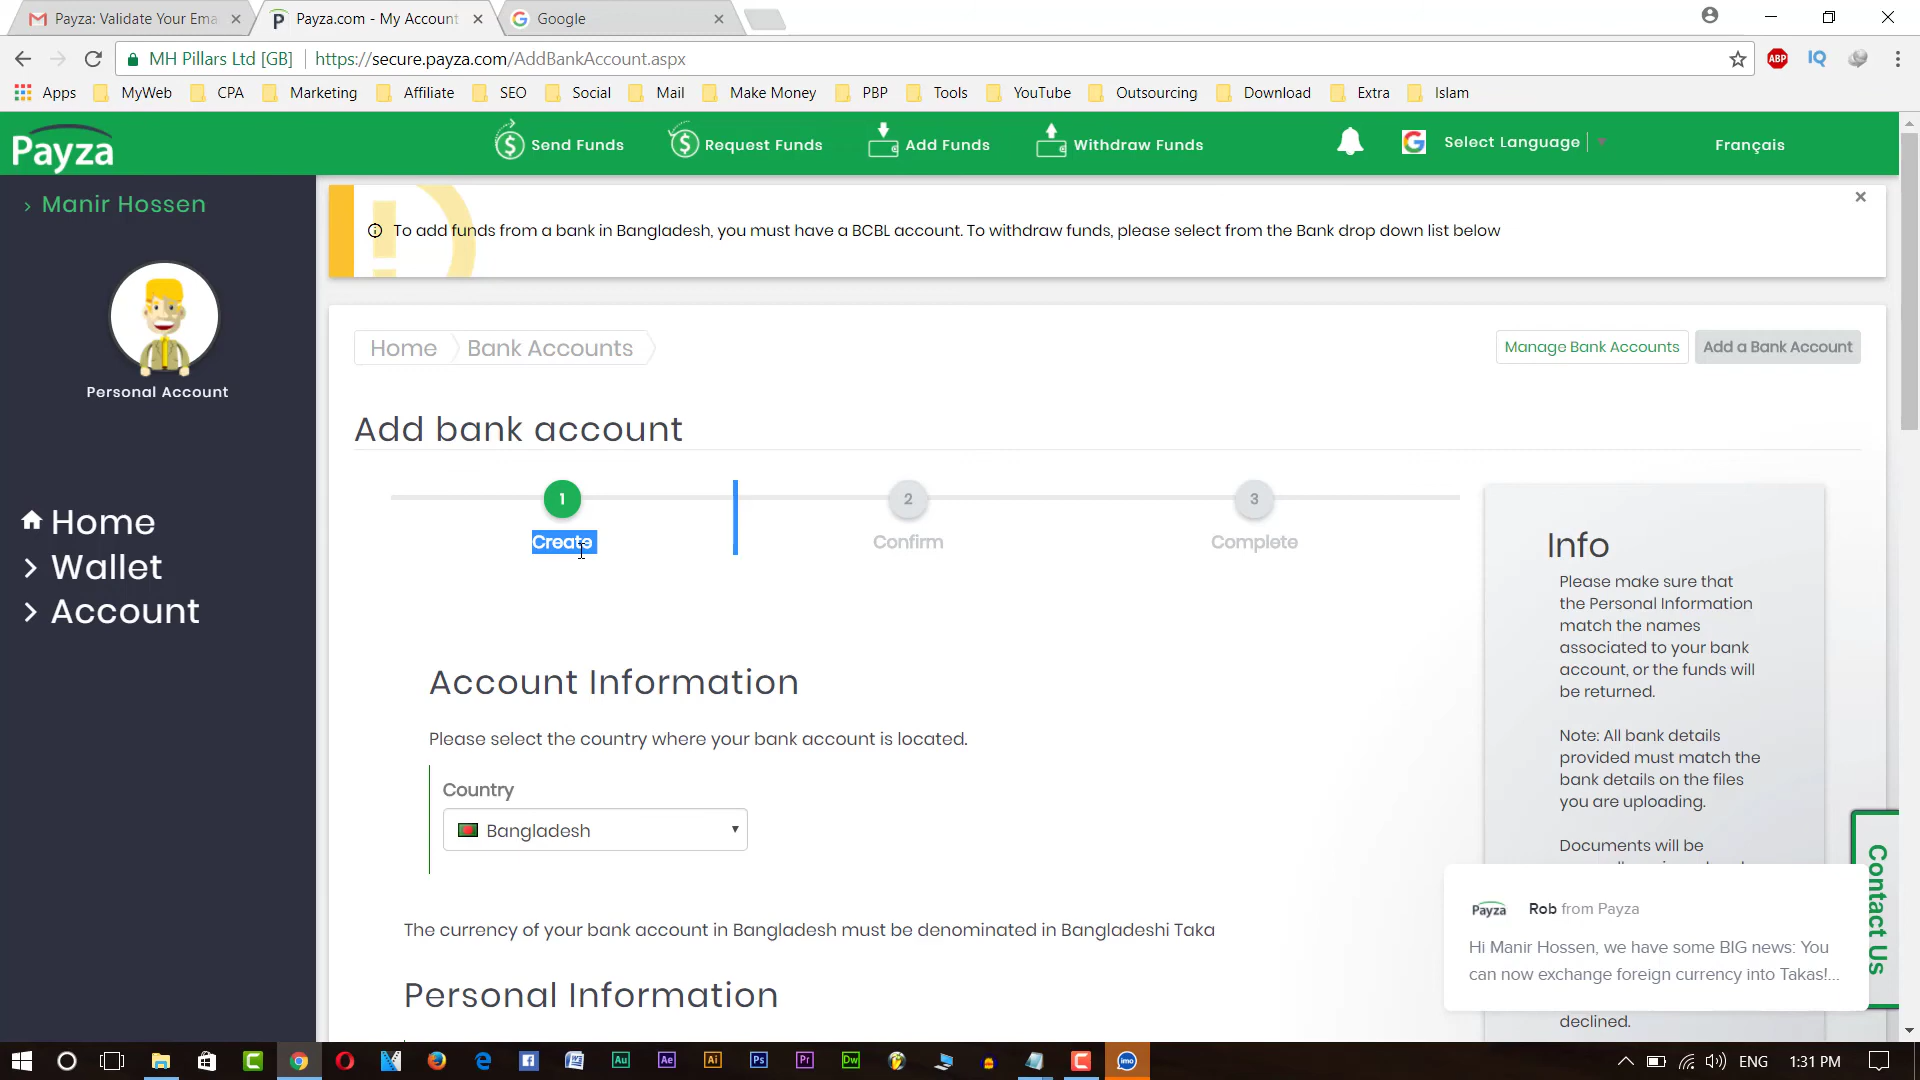 Payza: Validate Your Ema
Payza.com - My Account
Google
MH Pillars Ltd [GB]
https://secure.payza.com/AddBankAccount.aspx
ABP
IQ
Apps
MyWeb
CPA
Marketing
Affiliate
SEO
Social
Mail
Make Money
PBP
Tools
YouTube
Outsourcing
Download
Extra
Islam
Payza
Send Funds
Request Funds
Add Funds
Withdraw Funds
Select Language
Français
Manir Hossen
Personal Account
Home
Wallet
Account
To add funds from a bank in Bangladesh, you must have a BCBL account. To withdraw funds, please select from the Bank drop down list below
Home
Bank Accounts
Manage Bank Accounts
Add a Bank Account
Add bank account
1
2
3
Create
Confirm
Complete
Account Information
Please select the country where your bank account is located.
Country
Bangladesh
The currency of your bank account in Bangladesh must be denominated in Bangladeshi Taka
Personal Information
Info
Please make sure that
the Personal Information
match the names
associated to your bank
account, or the funds will
be returned.
Note: All bank details
provided must match the
bank details on the files
you are uploading.
Documents will be
declined.
Payza
Rob from Payza
Hi Manir Hossen, we have some BIG news: You
can now exchange foreign currency into Takas!...
Contact Us
Au
Ae
Ai
Ps
Pr
Dw
imo
ENG
1:31 PM